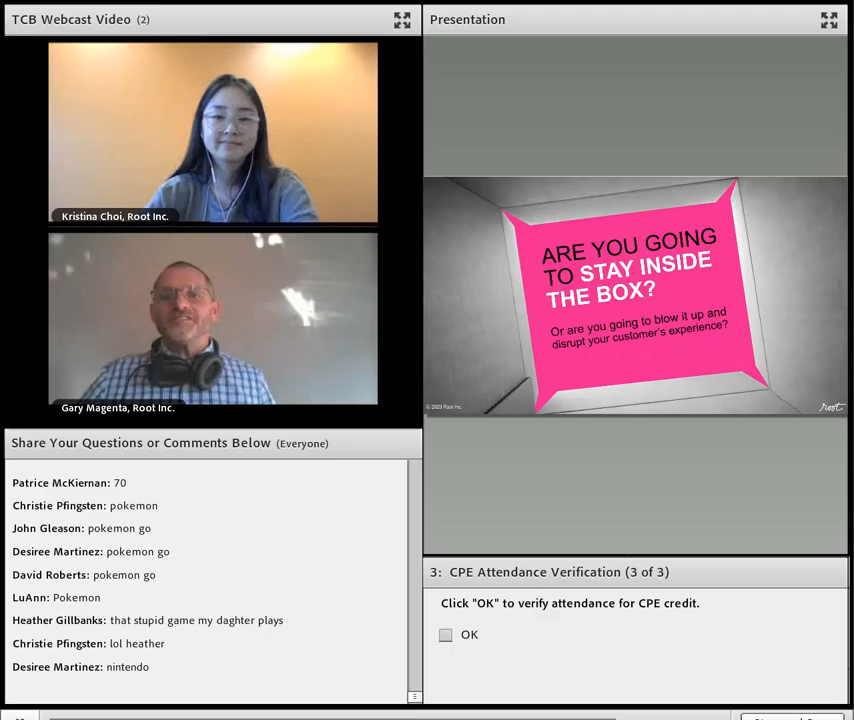 TCB Webcast Video (2)
Kristina Choi, Root Inc.
Gary Magenta, Root Inc.
Share Your Questions or Comments Below (Everyone)
Patrice McKiernan: 70
Christie Pfingsten: pokemon
John Gleason: pokemon go
Desiree Martinez: pokemon go
David Roberts: pokemon go
LuAnn: Pokemon
Heather Gillbanks: that stupid game my daghter plays
Christie Pfingsten: lol heather
Desiree Martinez: nintendo
Presentation
ARE YOU GOING
TO STAY INSIDE
THE BOX?
Or are you going to blow it up and
disrupt your customer's experience?
© 2020 Root Inc.
root
3: CPE Attendance Verification (3 of 3)
Click "OK" to verify attendance for CPE credit.
OK